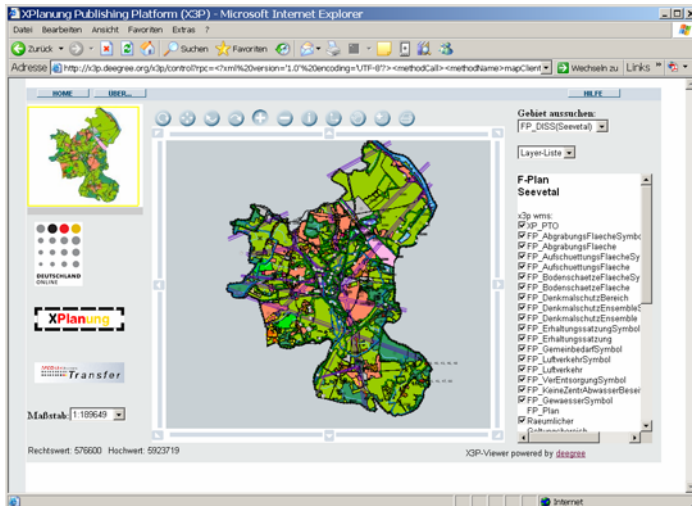 XPlanung Publishing Platform (X3P) - Microsoft Internet Explorer
Datei Bearbeiten Ansicht Favoriten Extras ?
Zurück Suchen Favoriten
Adresse http://x3p.deegree.org/x3p/control?rpc=<?xml%20version='1.0'%20encoding='UTF-8'?><methodCall><methodName>mapClient Wechseln zu Links »
HOME ÜBER... HILFE
Gebiet aussuchen:
FP_DISS(Seevetal)
Layer-Liste
F-Plan
Seevetal
x3p wms:
XP_PTO
FP_AbgrabungsFlaecheSymbo
FP_AbgrabungsFlaeche
FP_AufschuettungsFlaecheSy
FP_AufschuettungsFlaeche
FP_BodenschaetzeFlaecheSy
FP_BodenschaetzeFlaeche
FP_DenkmalschutzBereich
FP_DenkmalschutzEnsembleS
FP_DenkmalschutzEnsemble
FP_ErhaltungssatzungSymbol
FP_Erhaltungssatzung
FP_GemeinbedarfSymbol
FP_LuftverkehrSymbol
FP_Luftverkehr
FP_VerEntsorgungSymbol
FP_KeineZentrAbwasserBesei
FP_GewaesserSymbol
FP_Plan
Raeumlicher
Geltungsbereich
DEUTSCHLAND
ONLINE
XPlanung
Transfer
Maßstab: 1:189649
Rechtswert: 576600 Hochwert: 5923719
X3P-Viewer powered by deegree
Internet